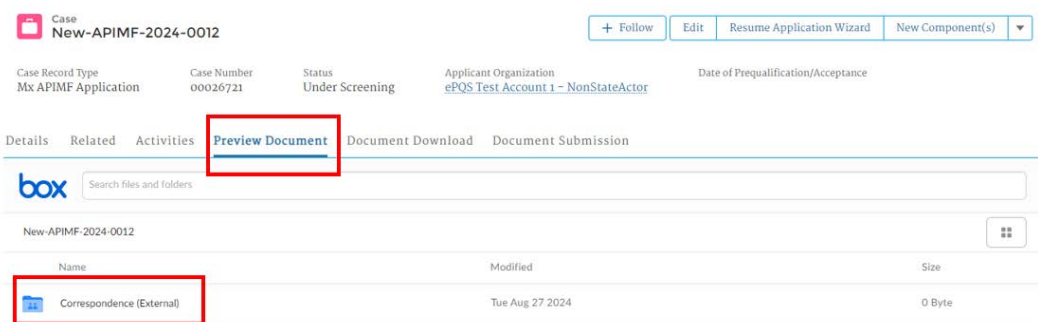 Case
New-APIMF-2024-0012
+ Follow Edit Resume Application Wizard New Component(s)
Case Record Type Case Number Status Applicant Organization Date of Prequalification/Acceptance
Mx APIMF Application 00026721 Under Screening ePQS Test Account 1 - NonStateActor
Details Related Activities Preview Document Document Download Document Submission
box Search files and folders
New-APIMF-2024-0012
Name Modified Size
Correspondence (External) Tue Aug 27 2024 0 Byte